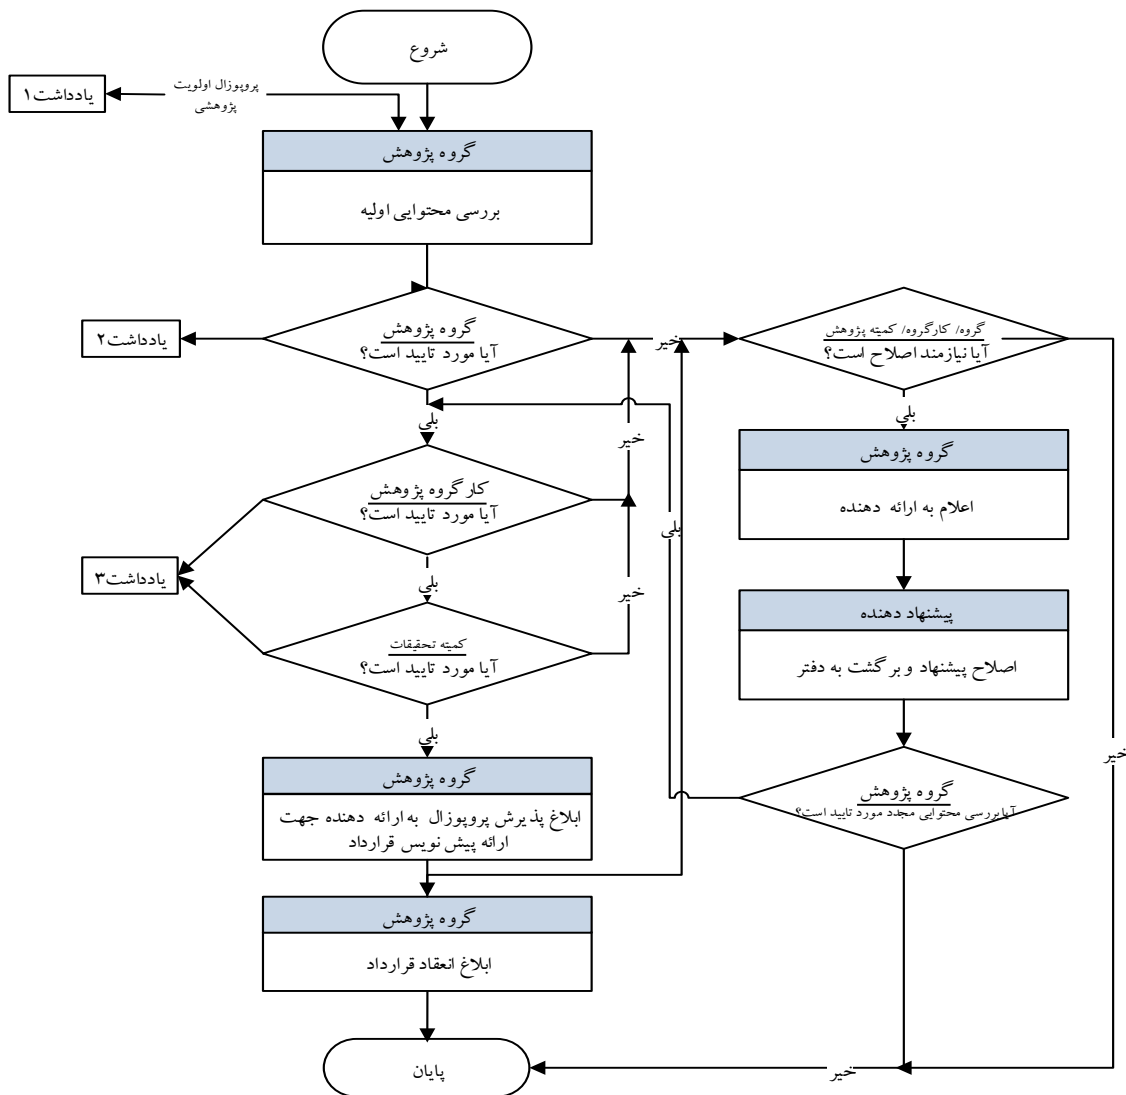 شروع
پروپوزال اولویت
پژوهشی
یادداشت۱
گروه پژوهش
بررسی محتوایی اولیه
گروه پژوهش
آیا مورد تایید است؟
یادداشت۲
خیر
گروه/ کارگروه/ کمیته پژوهش
آیا نیازمند اصلاح است؟
بلی
بلی
خیر
گروه پژوهش
اعلام به ارائه دهنده
کارگروه پژوهش
آیا مورد تایید است؟
بلی
یادداشت۳
بلی
خیر
پیشنهاد دهنده
اصلاح پیشنهاد و برگشت به دفتر
کمیته تحقیقات
آیا مورد تایید است؟
بلی
خیر
گروه پژوهش
ابلاغ پذیرش پروپوزال به ارائه دهنده جهت
ارائه پیش نویس قرارداد
گروه پژوهش
آیا بررسی محتوایی مجدد مورد تایید است؟
گروه پژوهش
ابلاغ انعقاد قرارداد
پایان
خیر